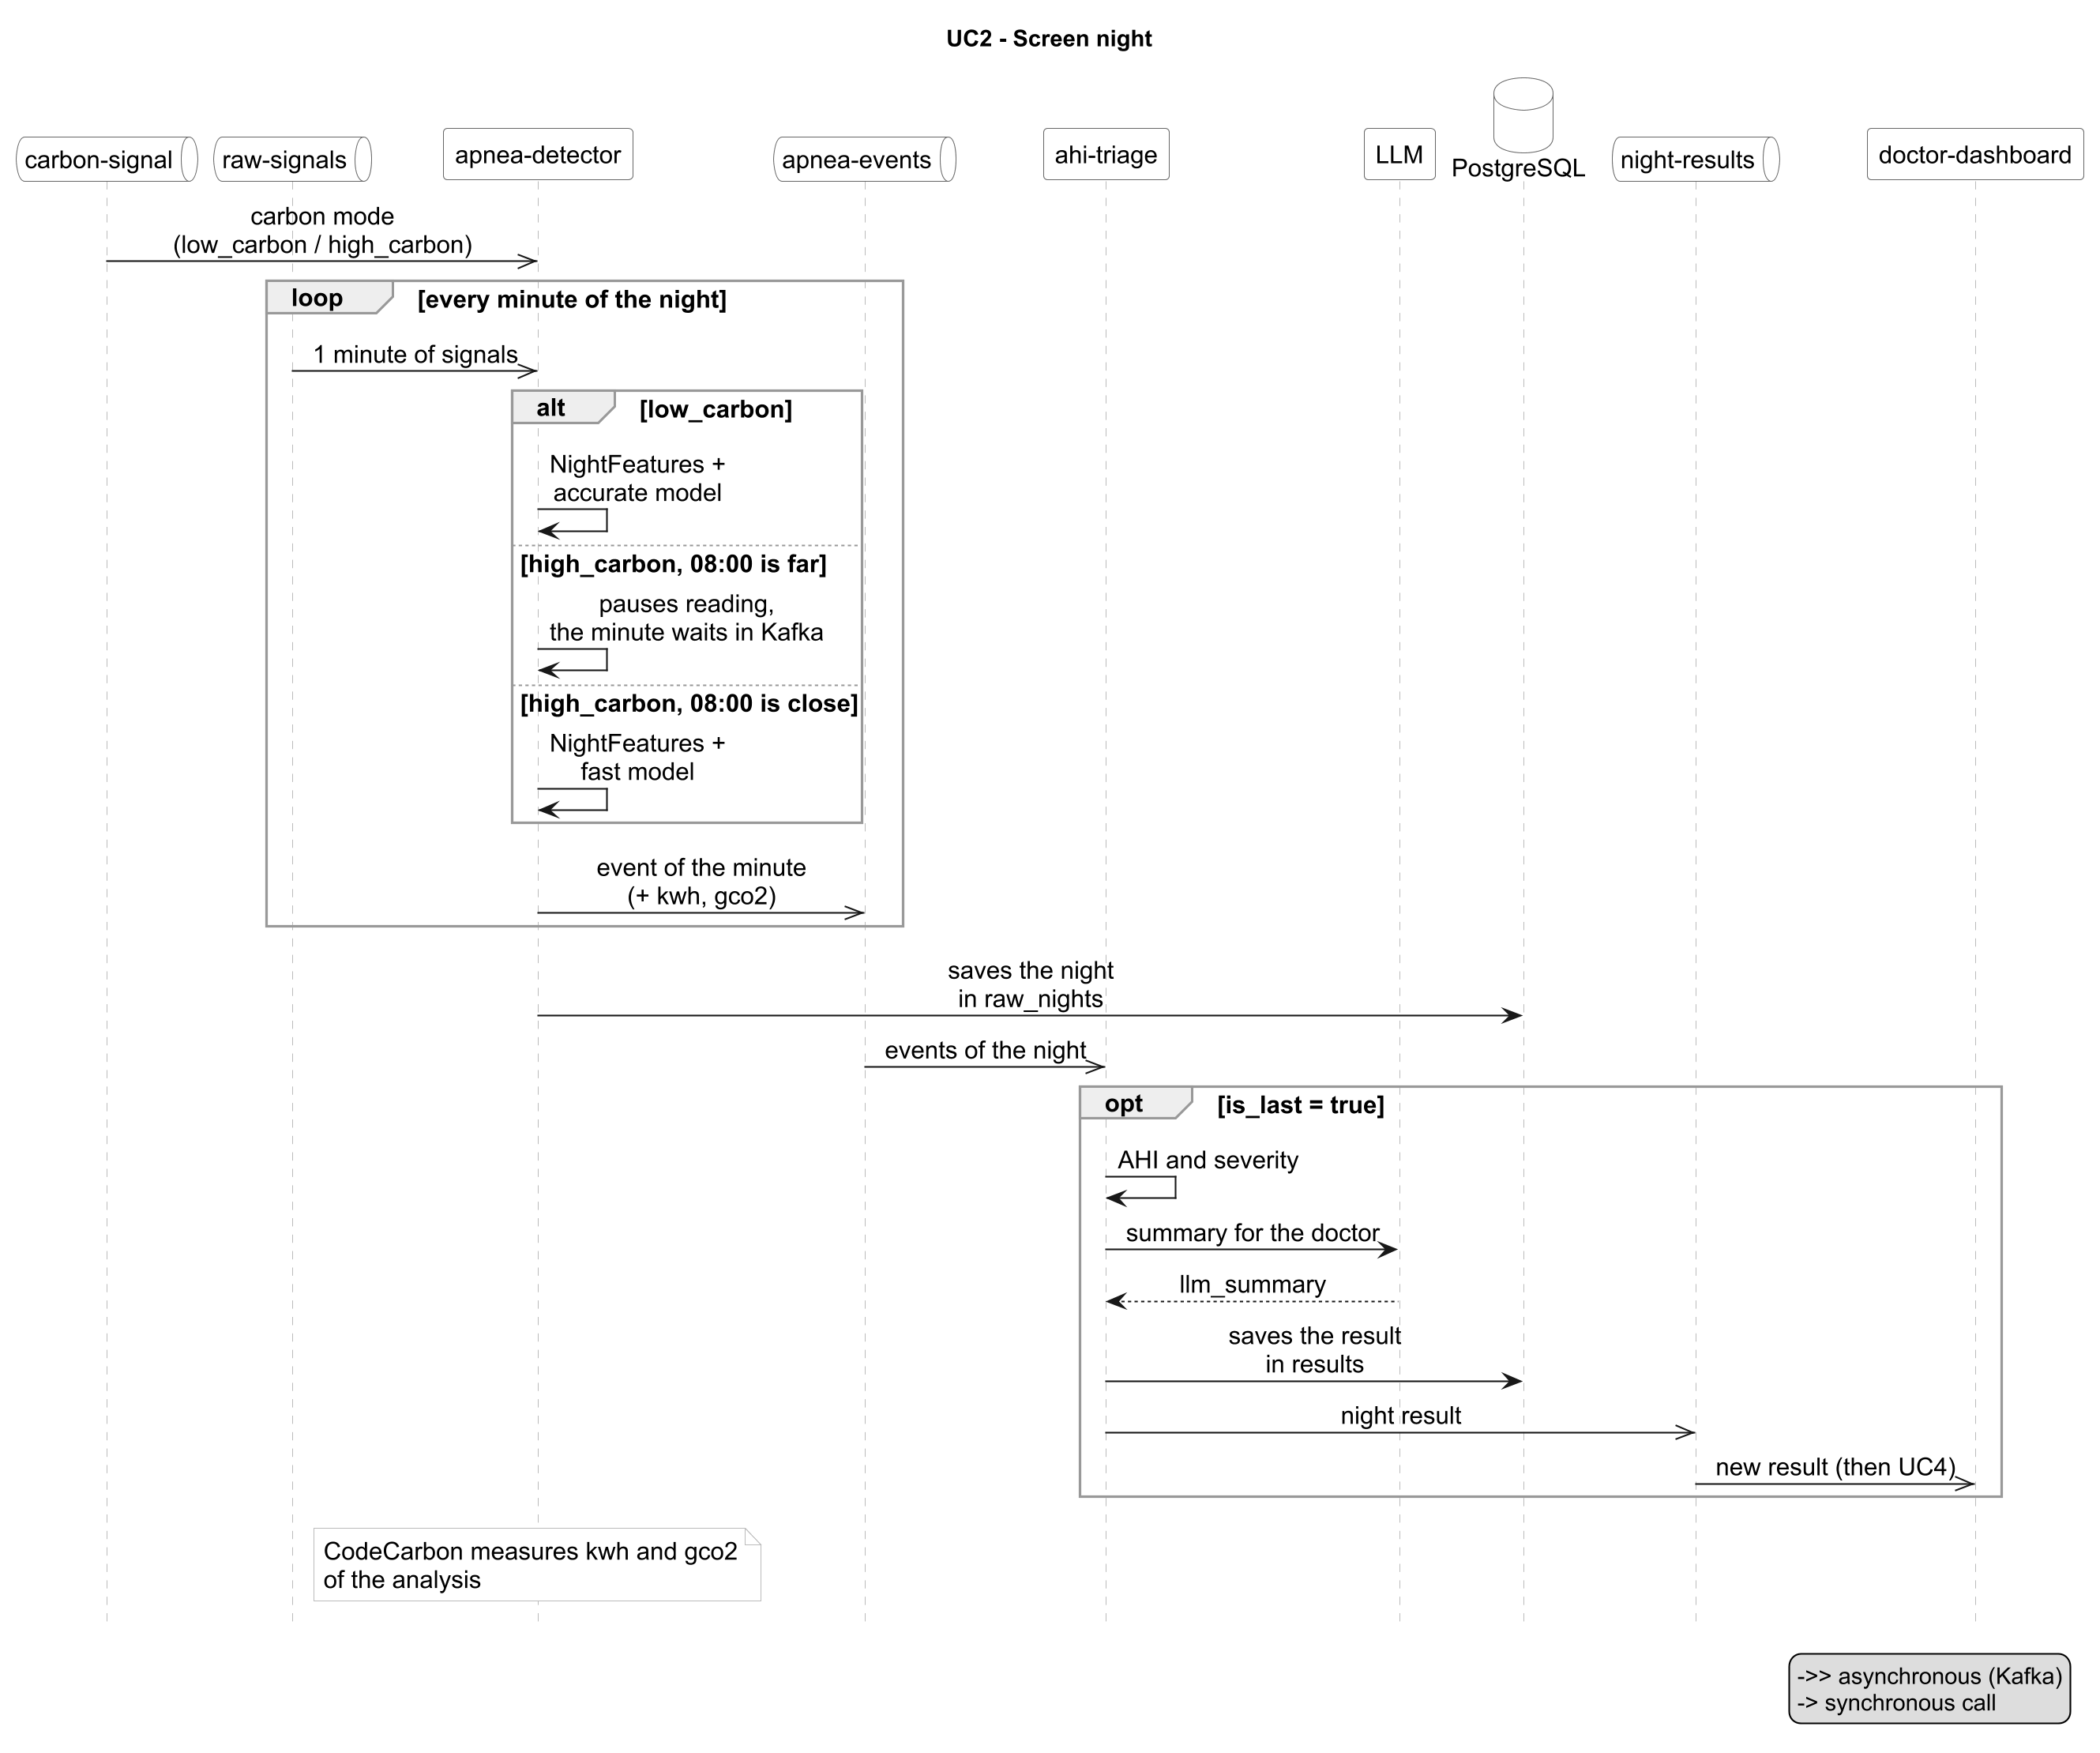 UC2 - Screen night
carbon-signal
raw-signals
apnea-detector
apnea-events
ahi-triage
LLM
PostgreSQL
night-results
doctor-dashboard
carbon mode
(low_carbon / high_carbon)
loop
[every minute of the night]
1 minute of signals
alt
[low_carbon]
NightFeatures +
accurate model
[high_carbon, 08:00 is far]
pauses reading,
the minute waits in Kafka
[high_carbon, 08:00 is close]
NightFeatures +
fast model
event of the minute
(+ kwh, gco2)
saves the night
in raw_nights
events of the night
opt
[is_last = true]
AHI and severity
summary for the doctor
llm_summary
saves the result
in results
night result
new result (then UC4)
CodeCarbon measures kwh and gco2
of the analysis
->> asynchronous (Kafka)
-> synchronous call